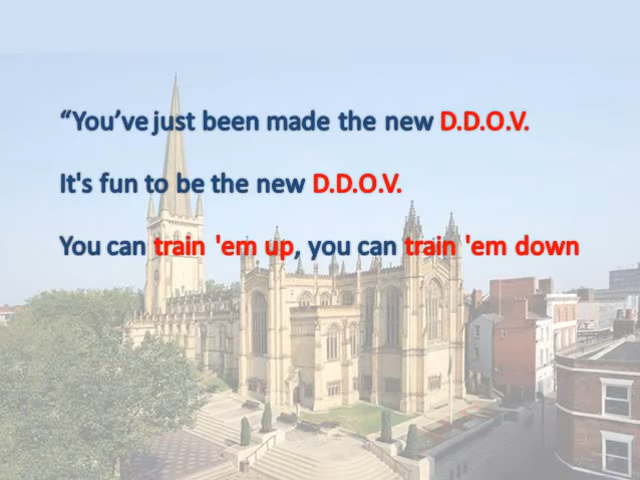 “You’ve just been made the new D.D.O.V.
It's fun to be the new D.D.O.V.
You can train 'em up, you can train 'em down